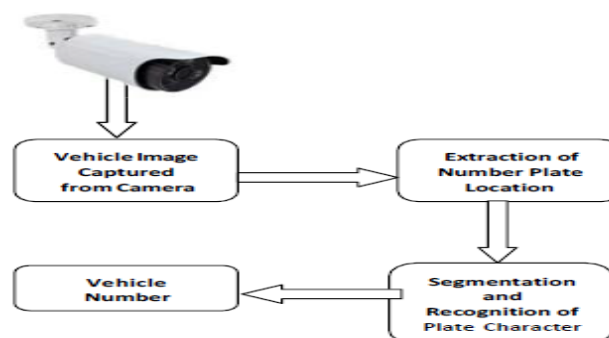 Vehicle Image
Captured
from Camera
Extraction of
Number Plate
Location
Segmentation
and
Recognition of
Plate Character
Vehicle
Number